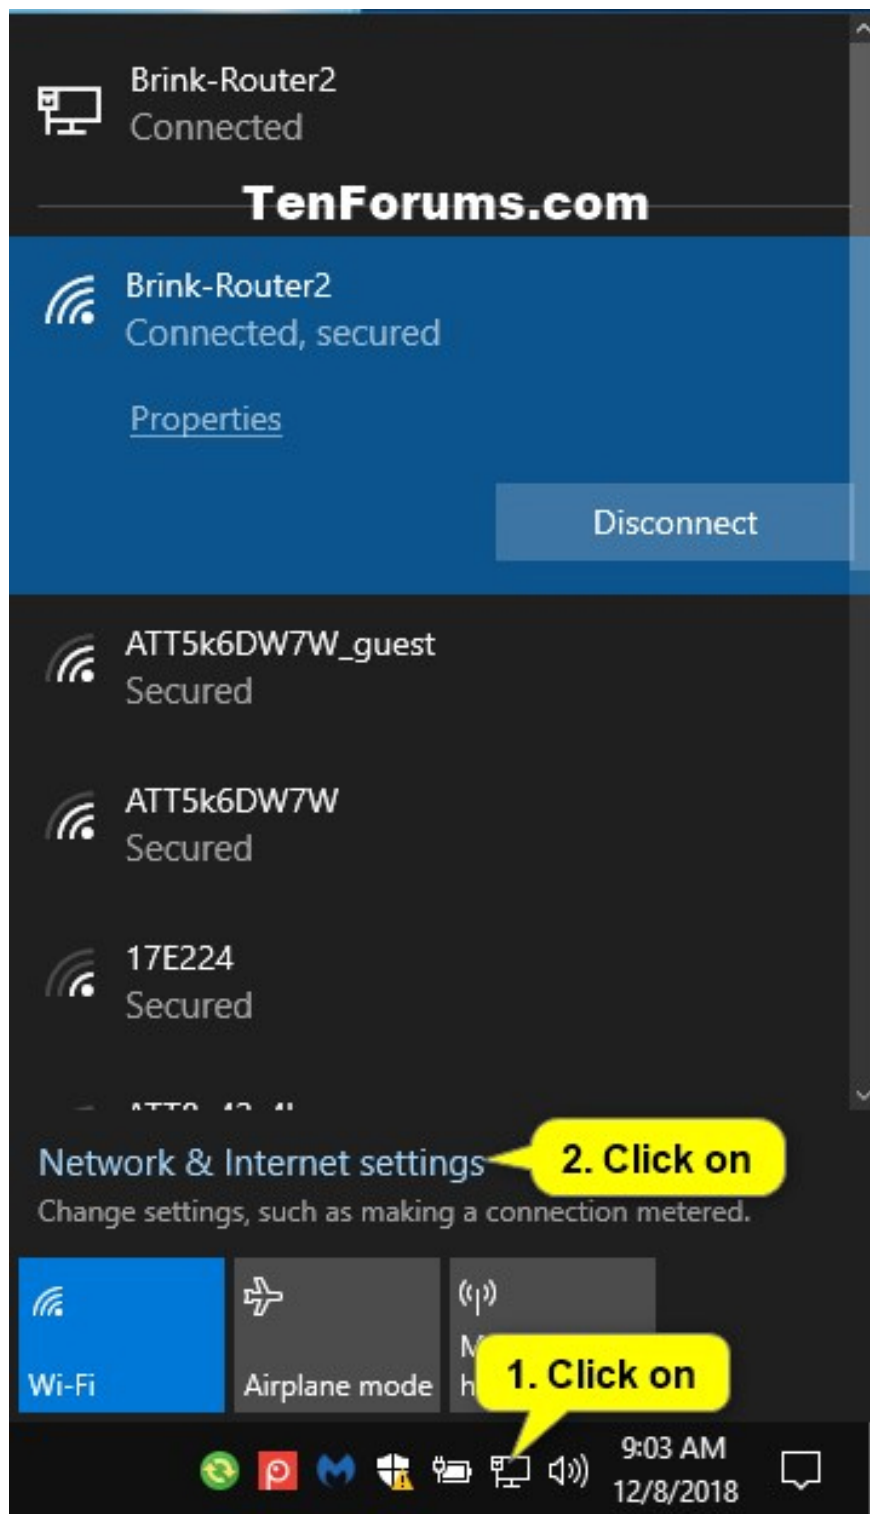 Brink-Router2
Connected
TenForums.com
Brink-Router2
Connected, secured
Properties
Disconnect
ATT5k6DW7W_guest
Secured
ATT5k6DW7W
Secured
17E224
Secured
Network & Internet settings
2. Click on
Change settings, such as making a connection metered.
Wi-Fi
Airplane mode
1. Click on
9:03 AM
12/8/2018